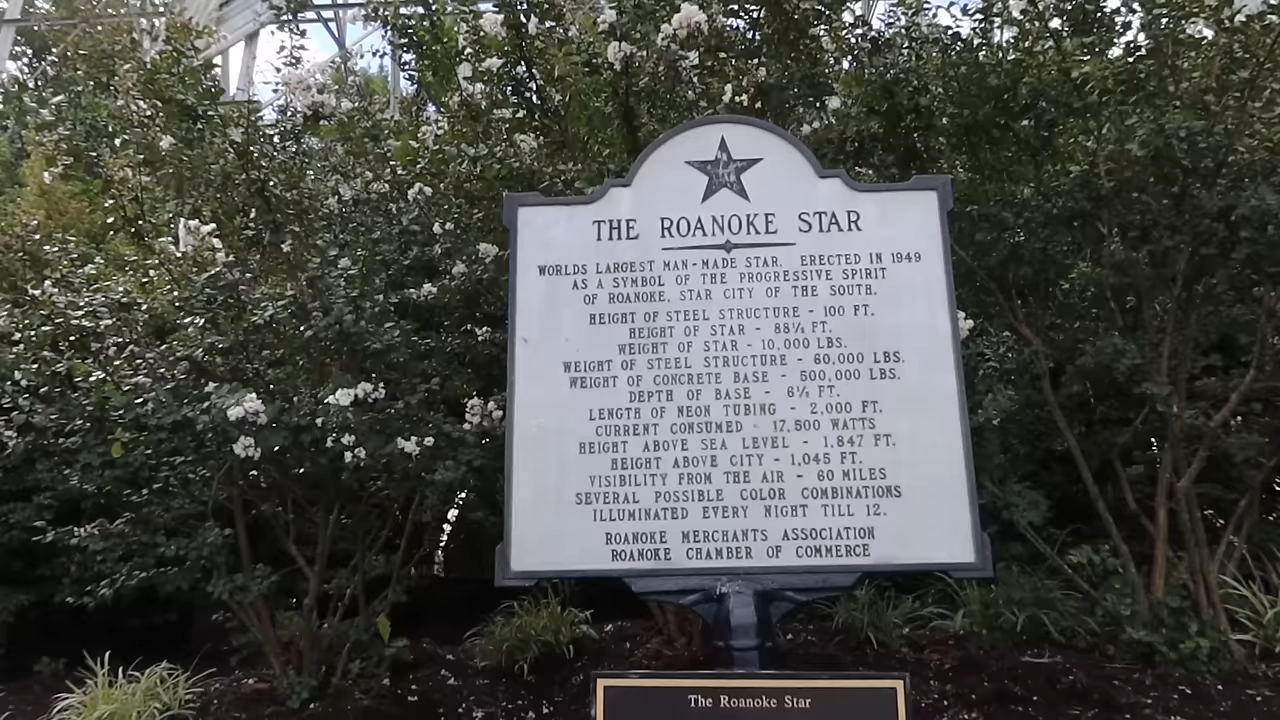 THE ROANOKE STAR
WORLDS LARGEST MAN-MADE STAR. ERECTED IN 1949
AS A SYMBOL OF THE PROGRESSIVE SPIRIT
OF ROANOKE, STAR CITY OF THE SOUTH.
HEIGHT OF STEEL STRUCTURE - 100 FT.
HEIGHT OF STAR - 88½ FT.
WEIGHT OF STAR - 10,000 LBS.
WEIGHT OF STEEL STRUCTURE - 60,000 LBS.
WEIGHT OF CONCRETE BASE - 500,000 LBS.
DEPTH OF BASE - 6½ FT.
LENGTH OF NEON TUBING - 2,000 FT.
CURRENT CONSUMED - 17,500 WATTS
HEIGHT ABOVE SEA LEVEL - 1,847 FT.
HEIGHT ABOVE CITY - 1,045 FT.
VISIBILITY FROM THE AIR - 60 MILES
SEVERAL POSSIBLE COLOR COMBINATIONS
ILLUMINATED EVERY NIGHT TILL 12.
ROANOKE MERCHANTS ASSOCIATION
ROANOKE CHAMBER OF COMMERCE
The Roanoke Star